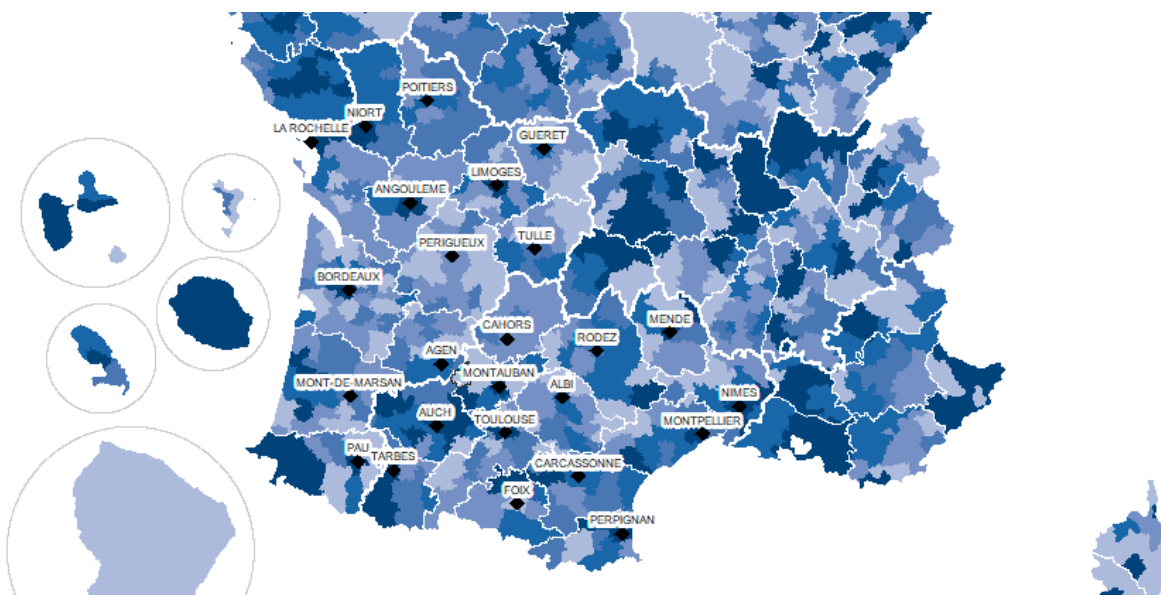 POITIERS
NIORT
LA ROCHELLE
GUERET
LIMOGES
ANGOULEME
TULLE
PERIGUEUX
BORDEAUX
MENDE
CAHORS
RODEZ
AGEN
MONTAUBAN
MONT-DE-MARSAN
ALBI
NIMES
AUCH
TOULOUSE
MONTPELLIER
PAU
TARBES
CARCASSONNE
FOIX
PERPIGNAN